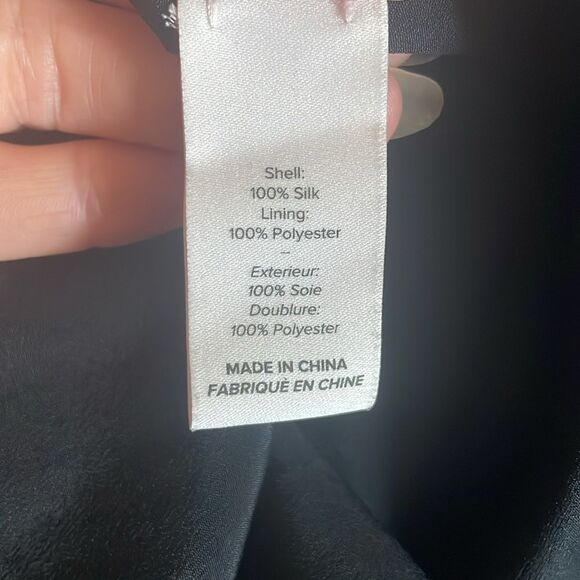 Shell:
100% Silk
Lining:
100% Polyester
--
Exterieur:
100% Soie
Doublure:
100% Polyester
MADE IN CHINA
FABRIQUÈ EN CHINE